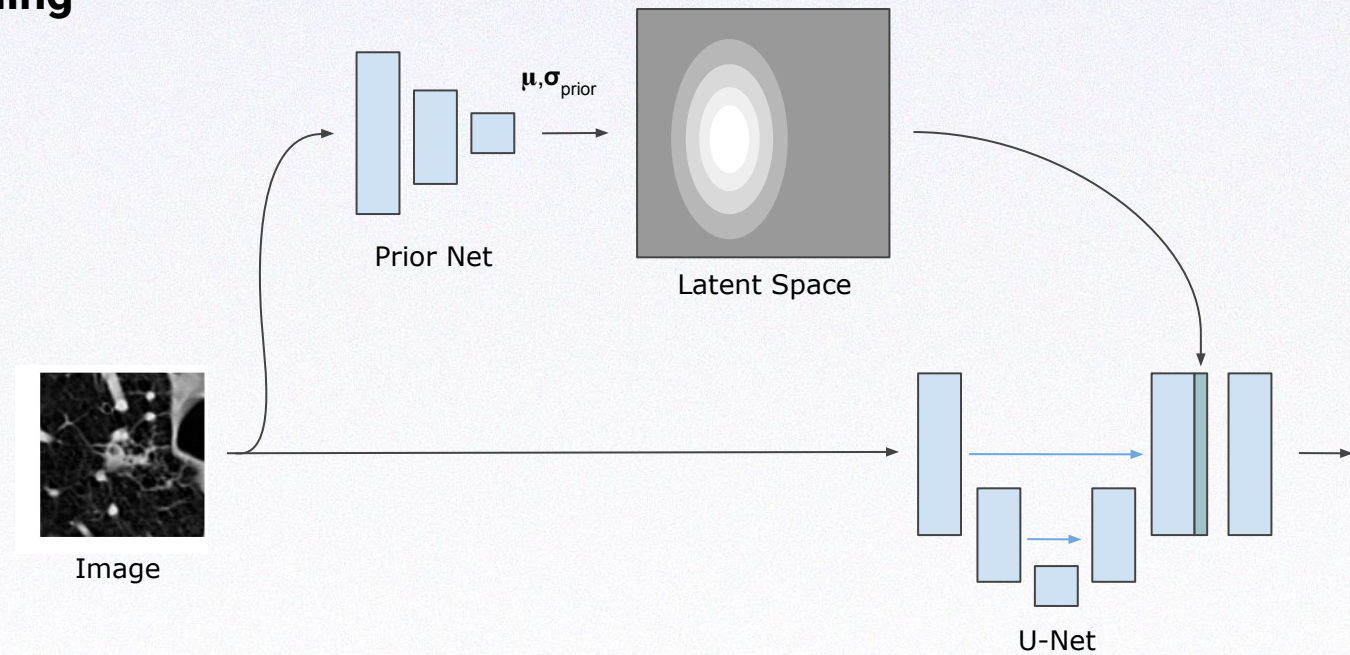 μ,σprior
Prior Net
Latent Space
Image
U-Net